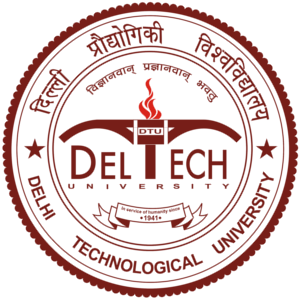 दिल्ली प्रौद्योगिकी विश्वविद्यालय
विज्ञानवान् प्रज्ञानवान् भवतु
DTU
DELTECH
UNIVERSITY
in service of humanity since
•1941•
★ DELHI TECHNOLOGICAL UNIVERSITY ★